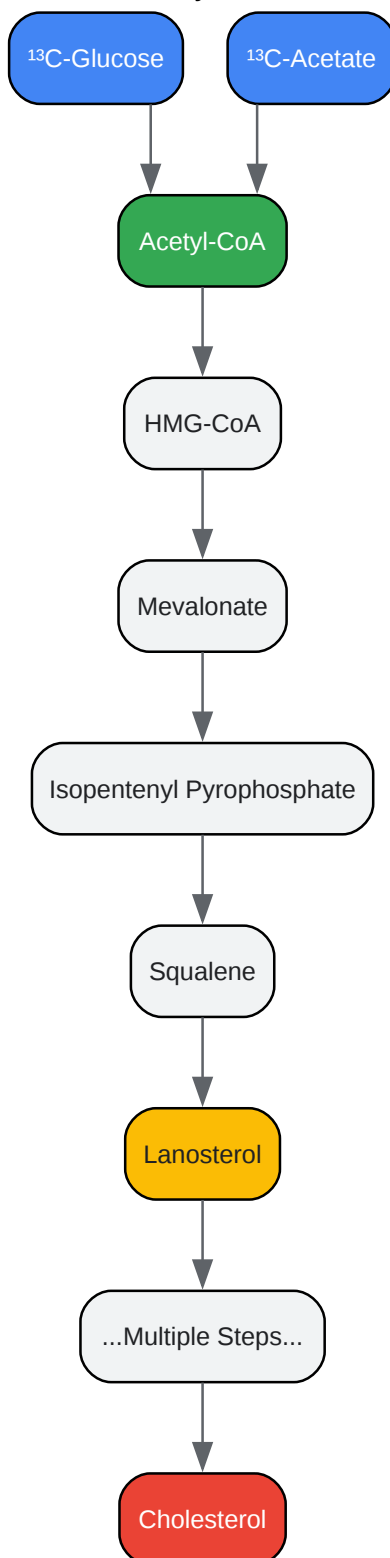 ¹³C-Glucose
¹³C-Acetate
Acetyl-CoA
HMG-CoA
Mevalonate
Isopentenyl Pyrophosphate
Squalene
Lanosterol
...Multiple Steps...
Cholesterol